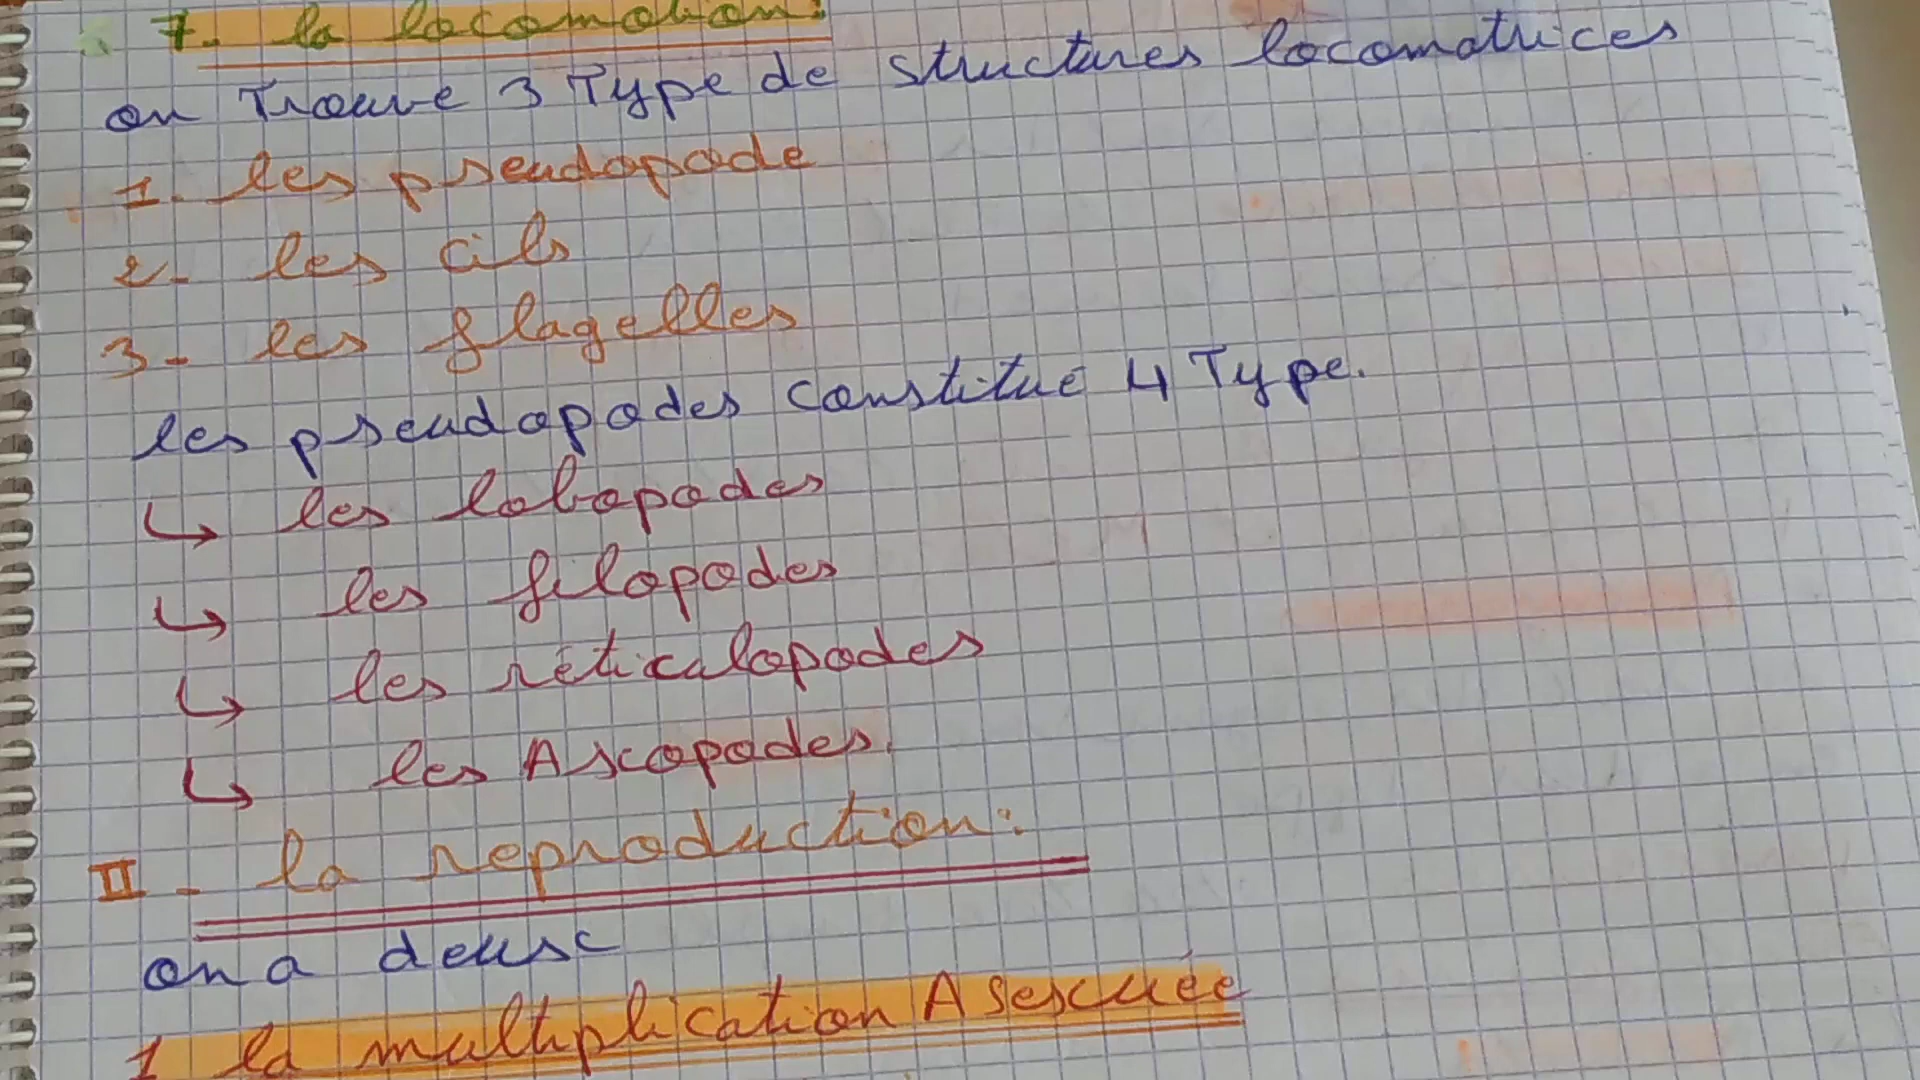 7. la locomotion:
on Trouve 3 Type de structures locomotrices
1. les pseudopode
2- les cils
3- les flagelles
les pseudopodes constitué 4 Type.
↳ les lobopodes
↳ les filopodes
↳ les réticulopodes
↳ les Ascopodes.
II - la reproduction:
on a deux
1 la multiplication Asexuée